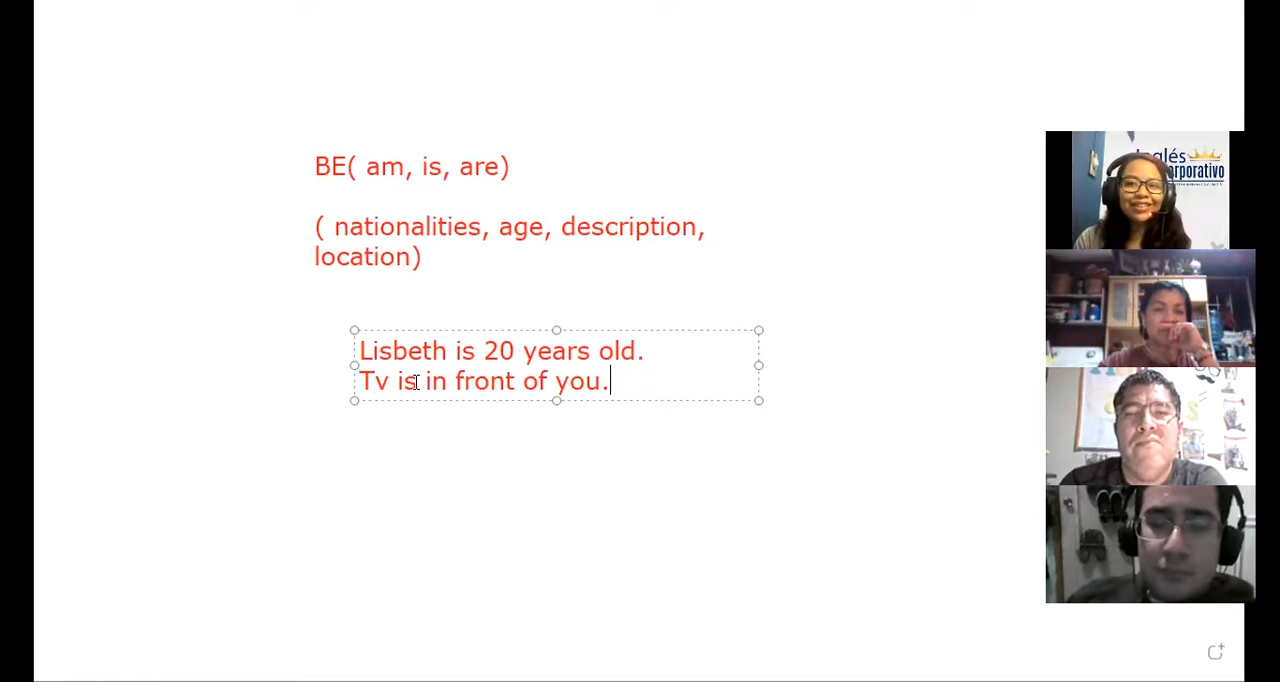 BE( am, is, are)
( nationalities, age, description,
location)
Lisbeth is 20 years old.
Tv is in front of you.
Inglés
rporativo